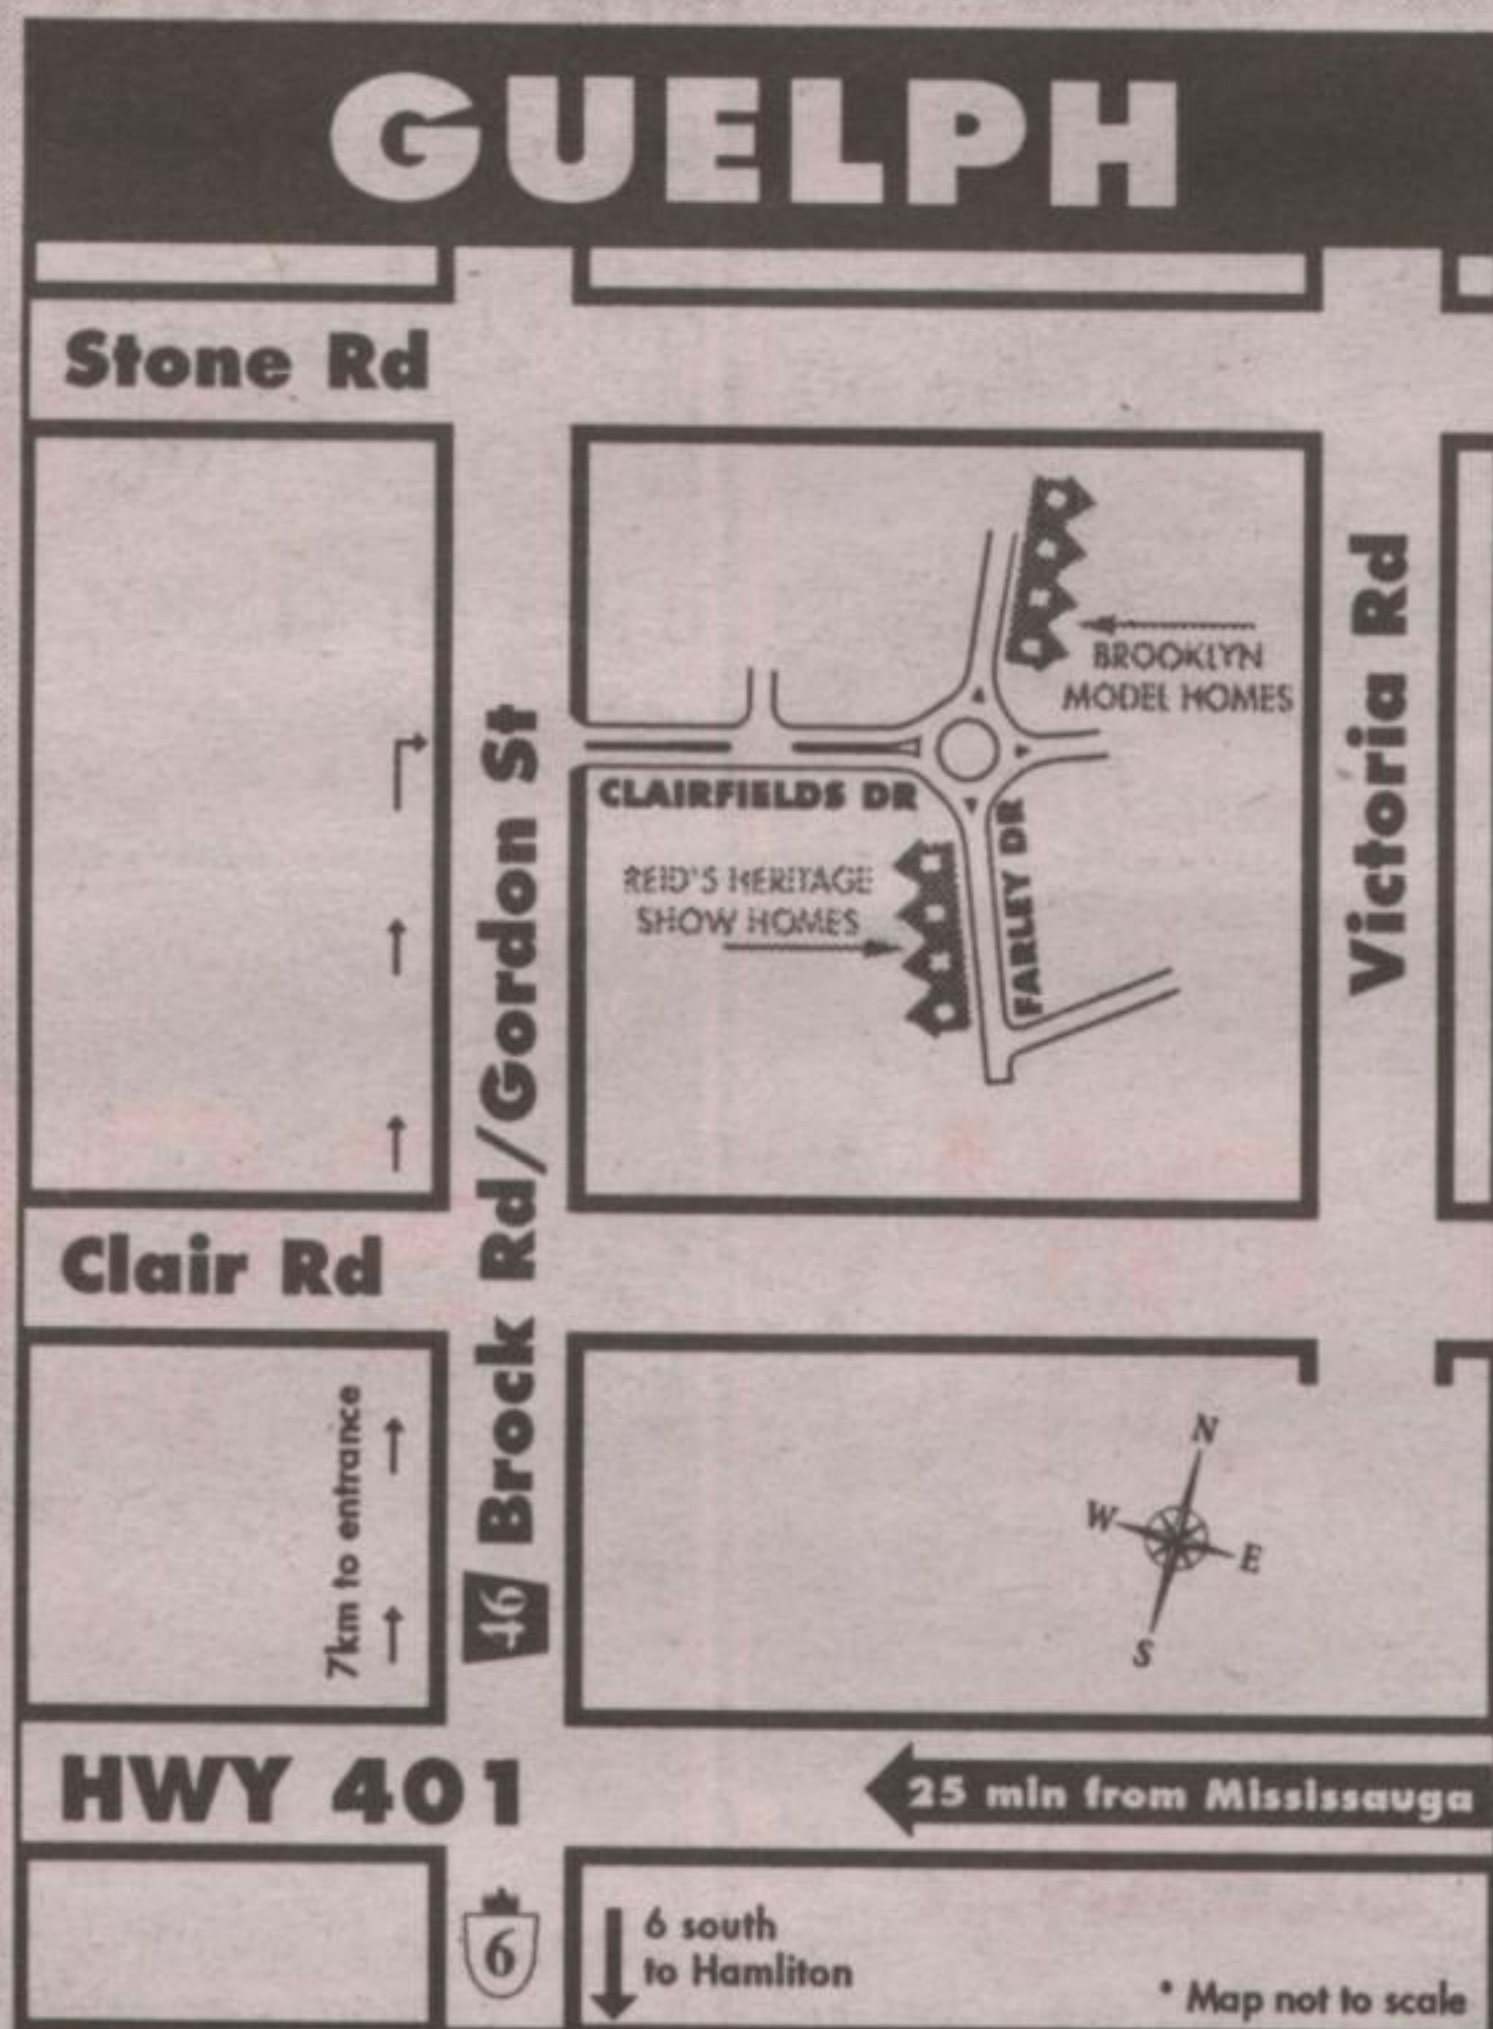 GUELPH
Stone Rd
BROOKLYN
MODEL HOMES
Victoria Rd
Brock Rd/Gordon St
CLAIRFIELDS DR
REID'S HERITAGE
SHOW HOMES
FARLEY DR
Clair Rd
7km to entrance
46
N
W
E
S
HWY 401
25 min from Mississauga
6
6 south
to Hamliton
* Map not to scale